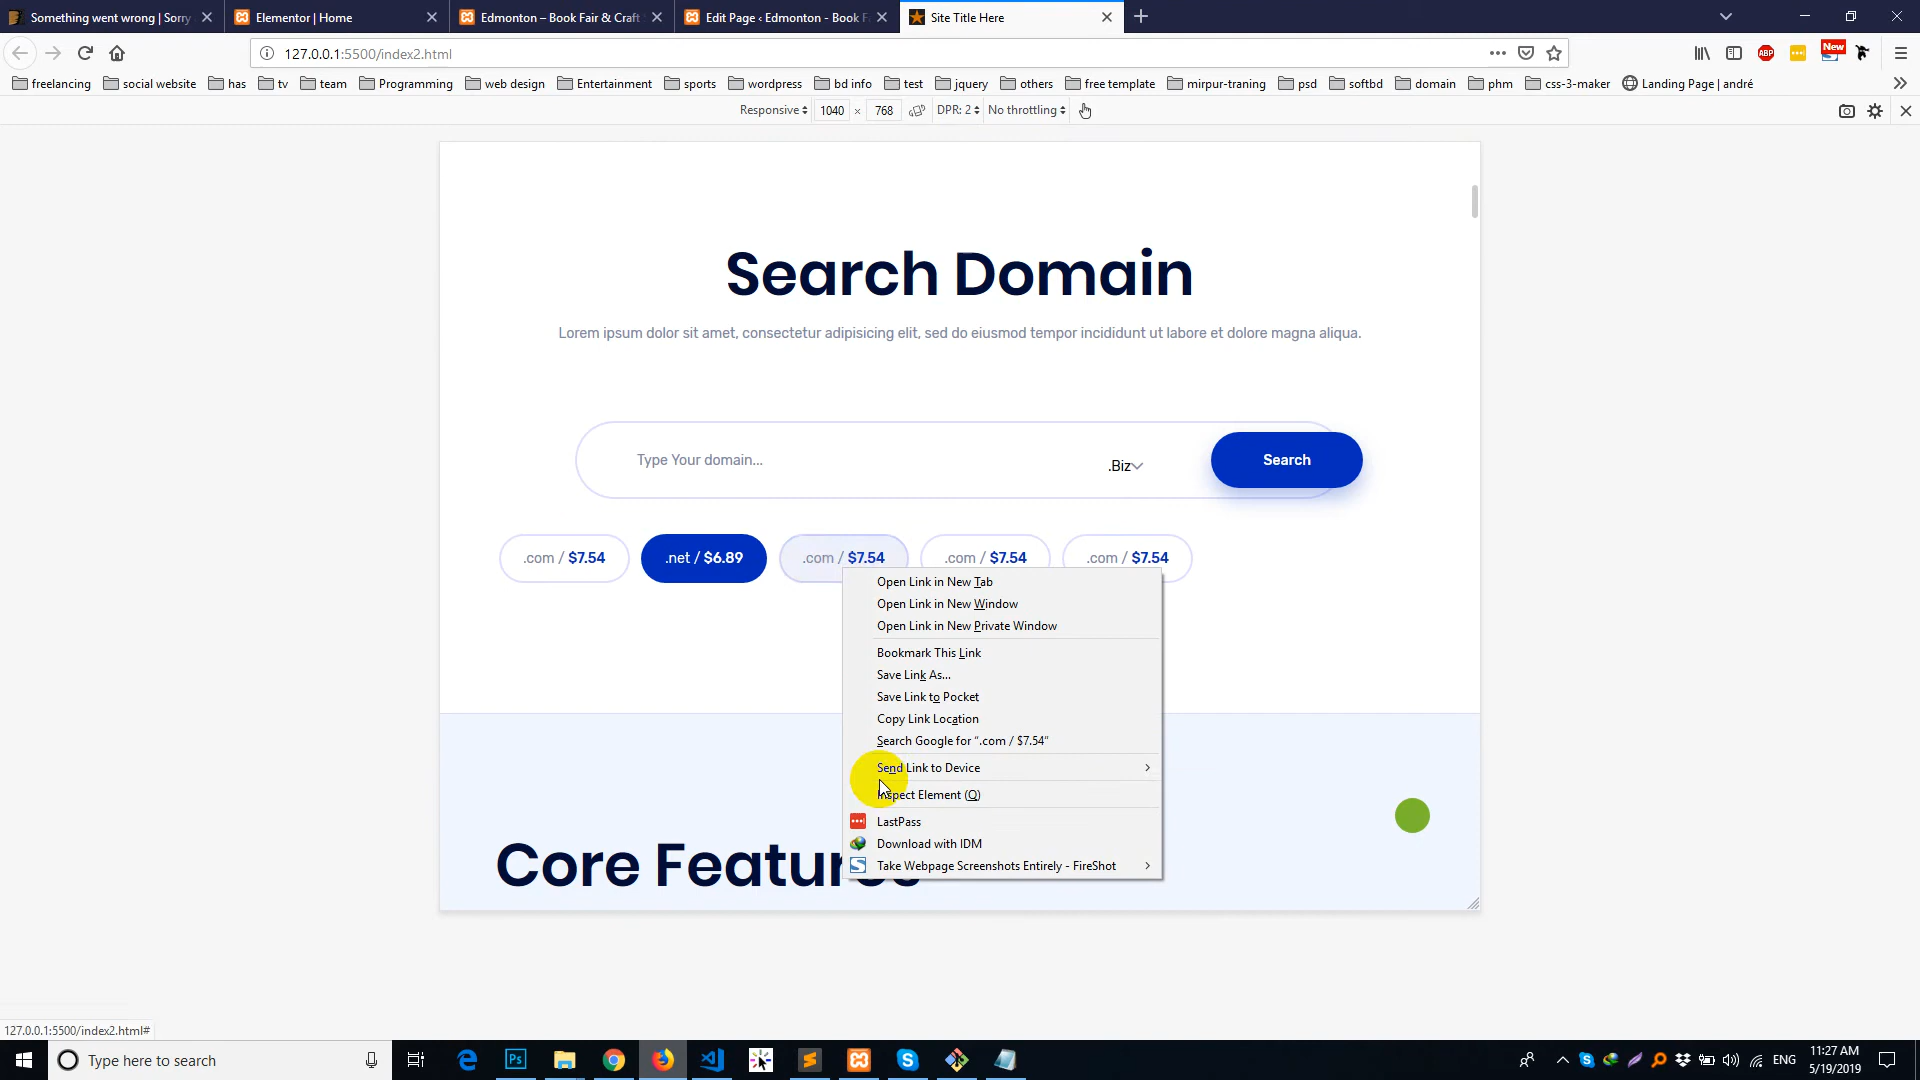 Something went wrong | Sorry
Elementor | Home
Edmonton – Book Fair & Craft
Edit Page ‹ Edmonton - Book F
Site Title Here
127.0.0.1:5500/index2.html
New
ABP
freelancing
social website
has
tv
team
Programming
web design
Entertainment
sports
wordpress
bd info
test
jquery
others
free template
mirpur-traning
psd
softbd
domain
phm
css-3-maker
Landing Page | andré
Responsive
1040 × 768
DPR: 2
No throttling
Search Domain
Lorem ipsum dolor sit amet, consectetur adipisicing elit, sed do eiusmod tempor incididunt ut labore et dolore magna aliqua.
Type Your domain...
.Biz
Search
.com / $7.54
.net / $6.89
.com / $7.54
.com / $7.54
.com / $7.54
Open Link in New Tab
Open Link in New Window
Open Link in New Private Window
Bookmark This Link
Save Link As...
Save Link to Pocket
Copy Link Location
Search Google for “.com / $7.54”
Send Link to Device
Inspect Element (Q)
LastPass
Download with IDM
Take Webpage Screenshots Entirely - FireShot
Core Features
127.0.0.1:5500/index2.html#
Type here to search
Ps
ENG
11:27 AM
5/19/2019